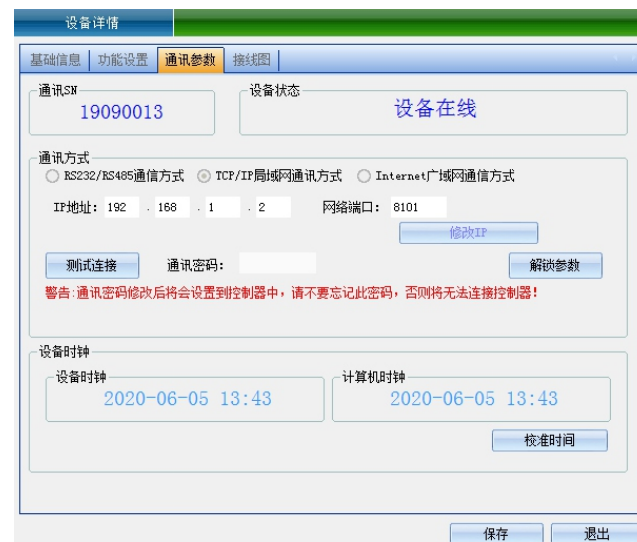 设备详情
基础信息 功能设置 通讯参数 接线图
通讯SN 设备状态
19090013 设备在线
通讯方式
RS232/RS485通信方式 TCP/IP局域网通讯方式 Internet广域网通信方式
IP地址: 192 . 168 . 1 . 2 网络端口: 8101
修改IP
测试连接 通讯密码: 解锁参数
警告:通讯密码修改后将会设置到控制器中，请不要忘记此密码，否则将无法连接控制器!
设备时钟
设备时钟 计算机时钟
2020-06-05 13:43 2020-06-05 13:43
校准时间
保存 退出